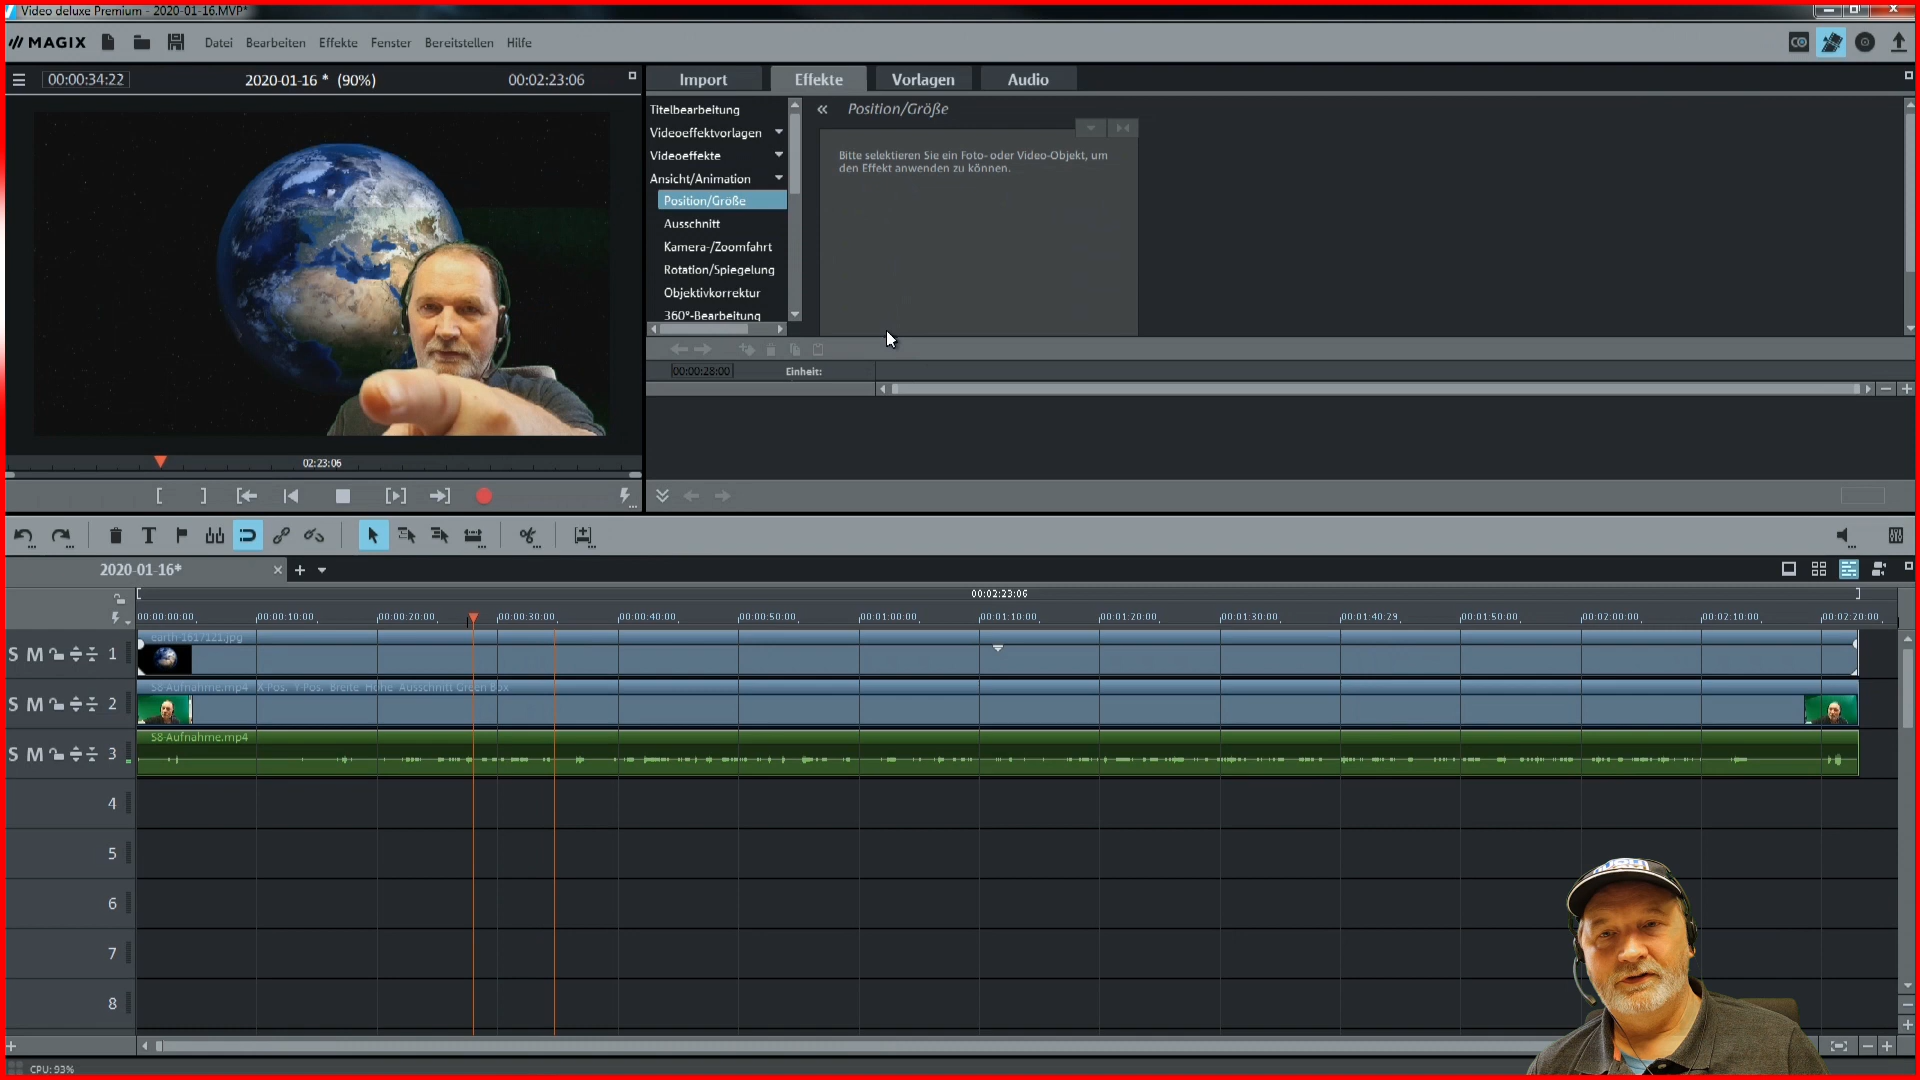 Video deluxe Premium - 2020-01-16.MVP*
MAGIX Datei Bearbeiten Effekte Fenster Bereitstellen Hilfe
00:00:34:22 2020-01-16 * (90%) 00:02:23:06
Import Effekte Vorlagen Audio
Titelbearbeitung
Videoeffektvorlagen
Videoeffekte
Ansicht/Animation
Position/Größe
Ausschnitt
Kamera-/Zoomfahrt
Rotation/Spiegelung
Objektivkorrektur
360°-Bearbeitung
« Position/Größe
Bitte selektieren Sie ein Foto- oder Video-Objekt, um
den Effekt anwenden zu können.
00:00:28:00 Einheit:
02:23:06
2020-01-16*
00:02:23:06
00:00:00:00 00:00:10:00 00:00:20:00 00:00:30:00 00:00:40:00 00:00:50:00 00:01:00:00 00:01:10:00 00:01:20:00 00:01:30:00 00:01:40:29 00:01:50:00 00:02:00:00 00:02:10:00 00:02:20:00
earth-1617121.jpg
S M 1
S8-Aufnahme.mp4 X-Pos. Y-Pos. Breite Höhe Ausschnitt Green Box
S M 2
S8-Aufnahme.mp4
S M 3
4
5
6
7
8
CPU: 93%